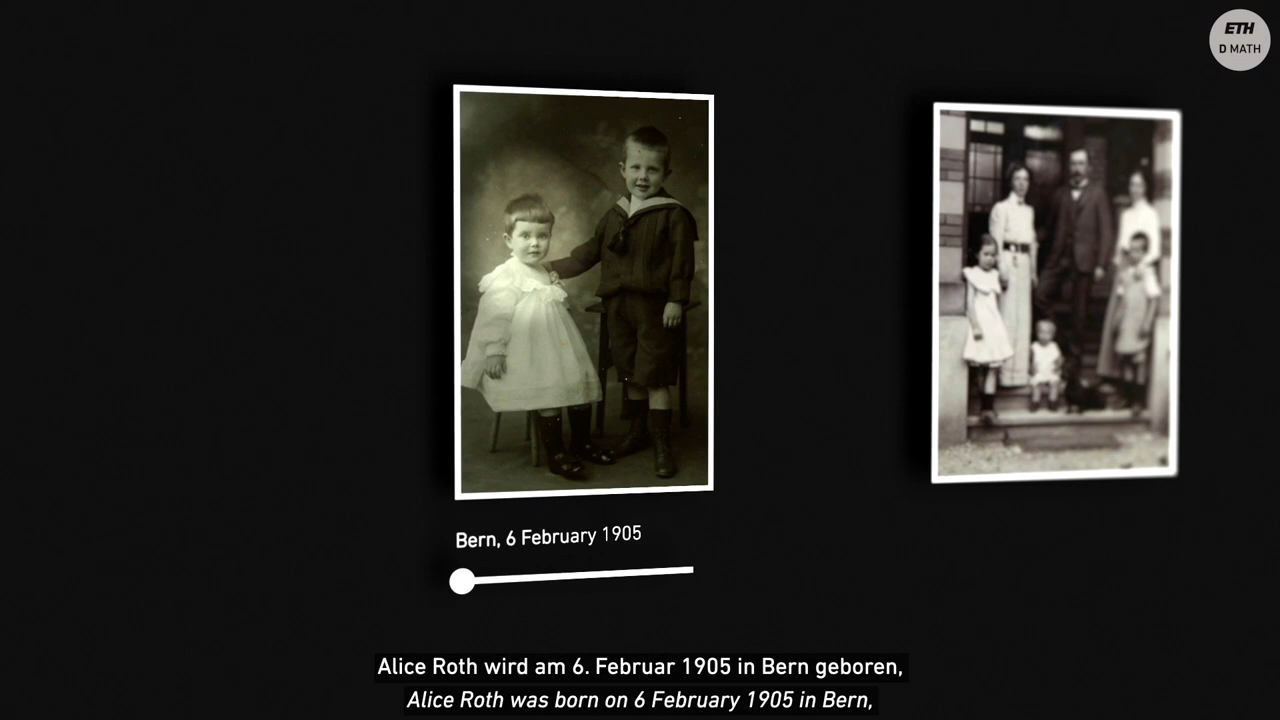 ETH
D MATH
Bern, 6 February 1905
Alice Roth wird am 6. Februar 1905 in Bern geboren,
Alice Roth was born on 6 February 1905 in Bern,